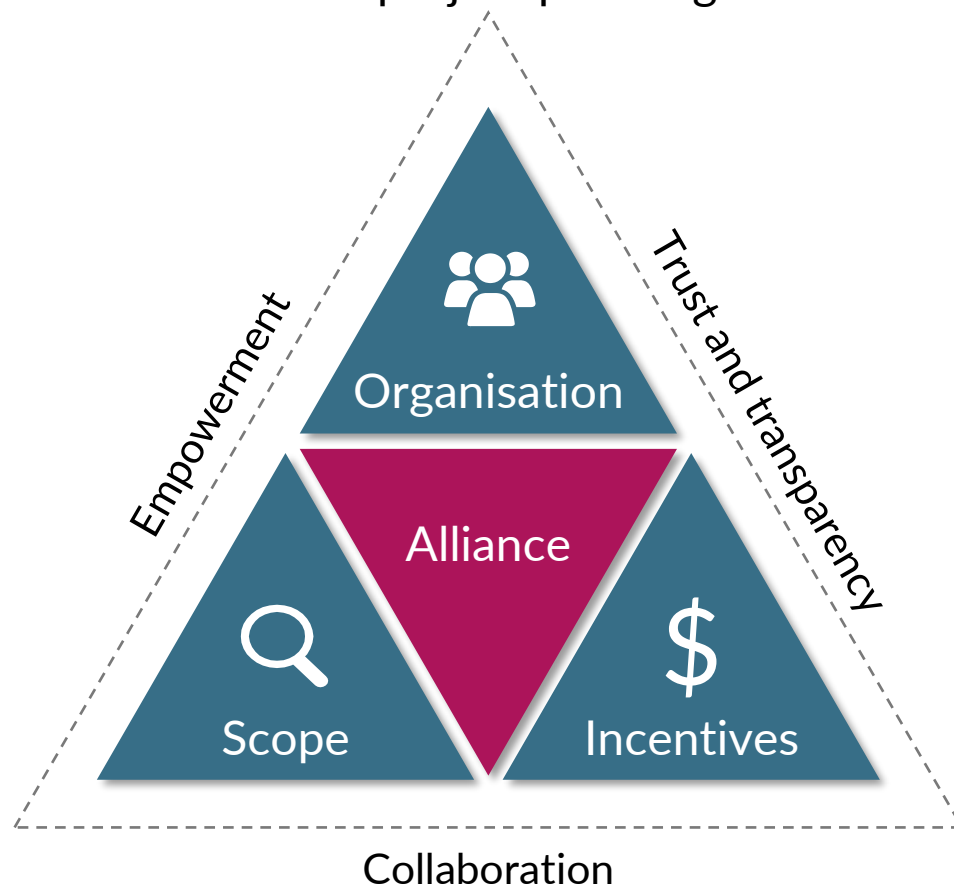 Empowerment
Trust and transparency
Organisation
Alliance
Scope
$
Incentives
Collaboration